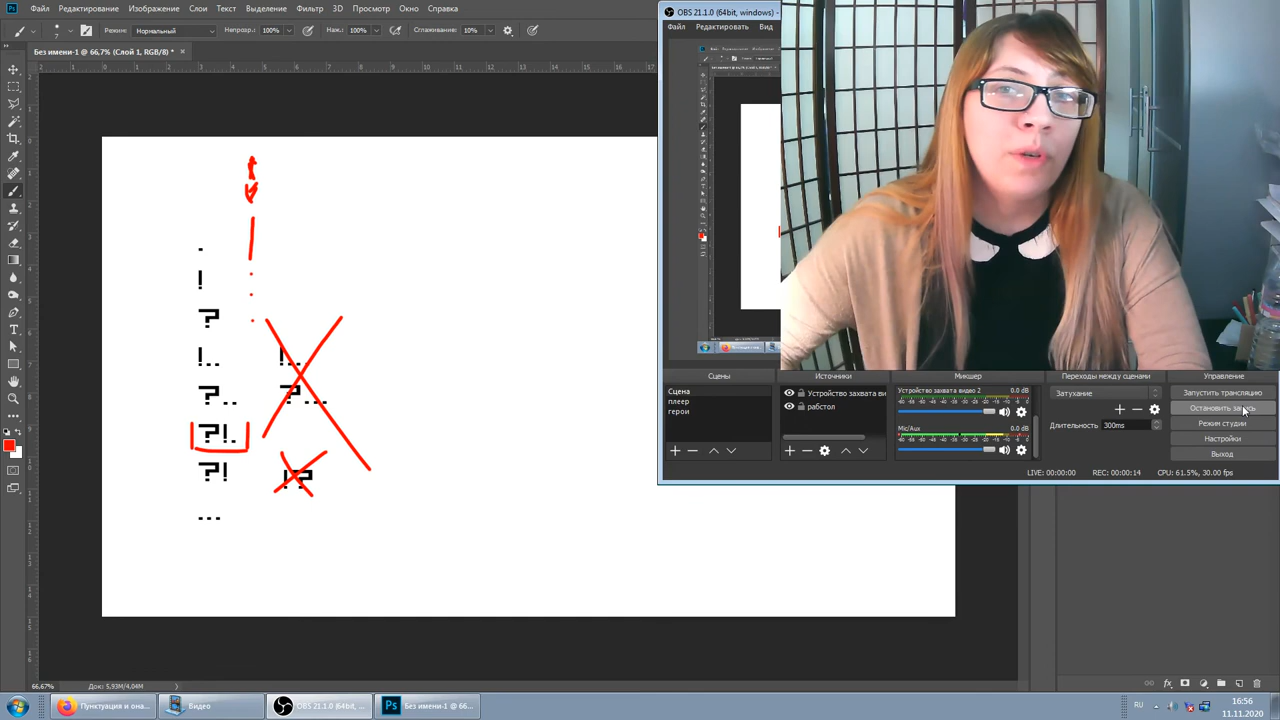 Файл Редактирование Изображение Слои Текст Выделение Фильтр 3D Просмотр Окно Справка
Режим: Нормальный Непрозр.: 100% Наж.: 100% Сглаживание: 10%
Без имени-1 @ 66,7% (Слой 1, RGB/8) *
OBS 21.1.0 (64bit, windows) -
Файл Редактировать Вид
.
!
?
!.. !..
?.. ?...
?!.
?! !?
...
Сцены Источники Микшер Переходы между сценами Управление
Сцена
плеер
герои
Устройство захвата ви
рабстол
Устройство захвата видео 2 0.0 dB
Mic/Aux 0.0 dB
Затухание
Длительность 300ms
Запустить трансляцию
Остановить запись
Режим студии
Настройки
Выход
LIVE: 00:00:00 REC: 00:00:14 CPU: 61.5%, 30.00 fps
66,67% Док: 5,93M/4,04M
Пунктуация и она... Видео OBS 21.1.0 (64bit, ... Без имени-1 @ 66...
RU 16:56
11.11.2020